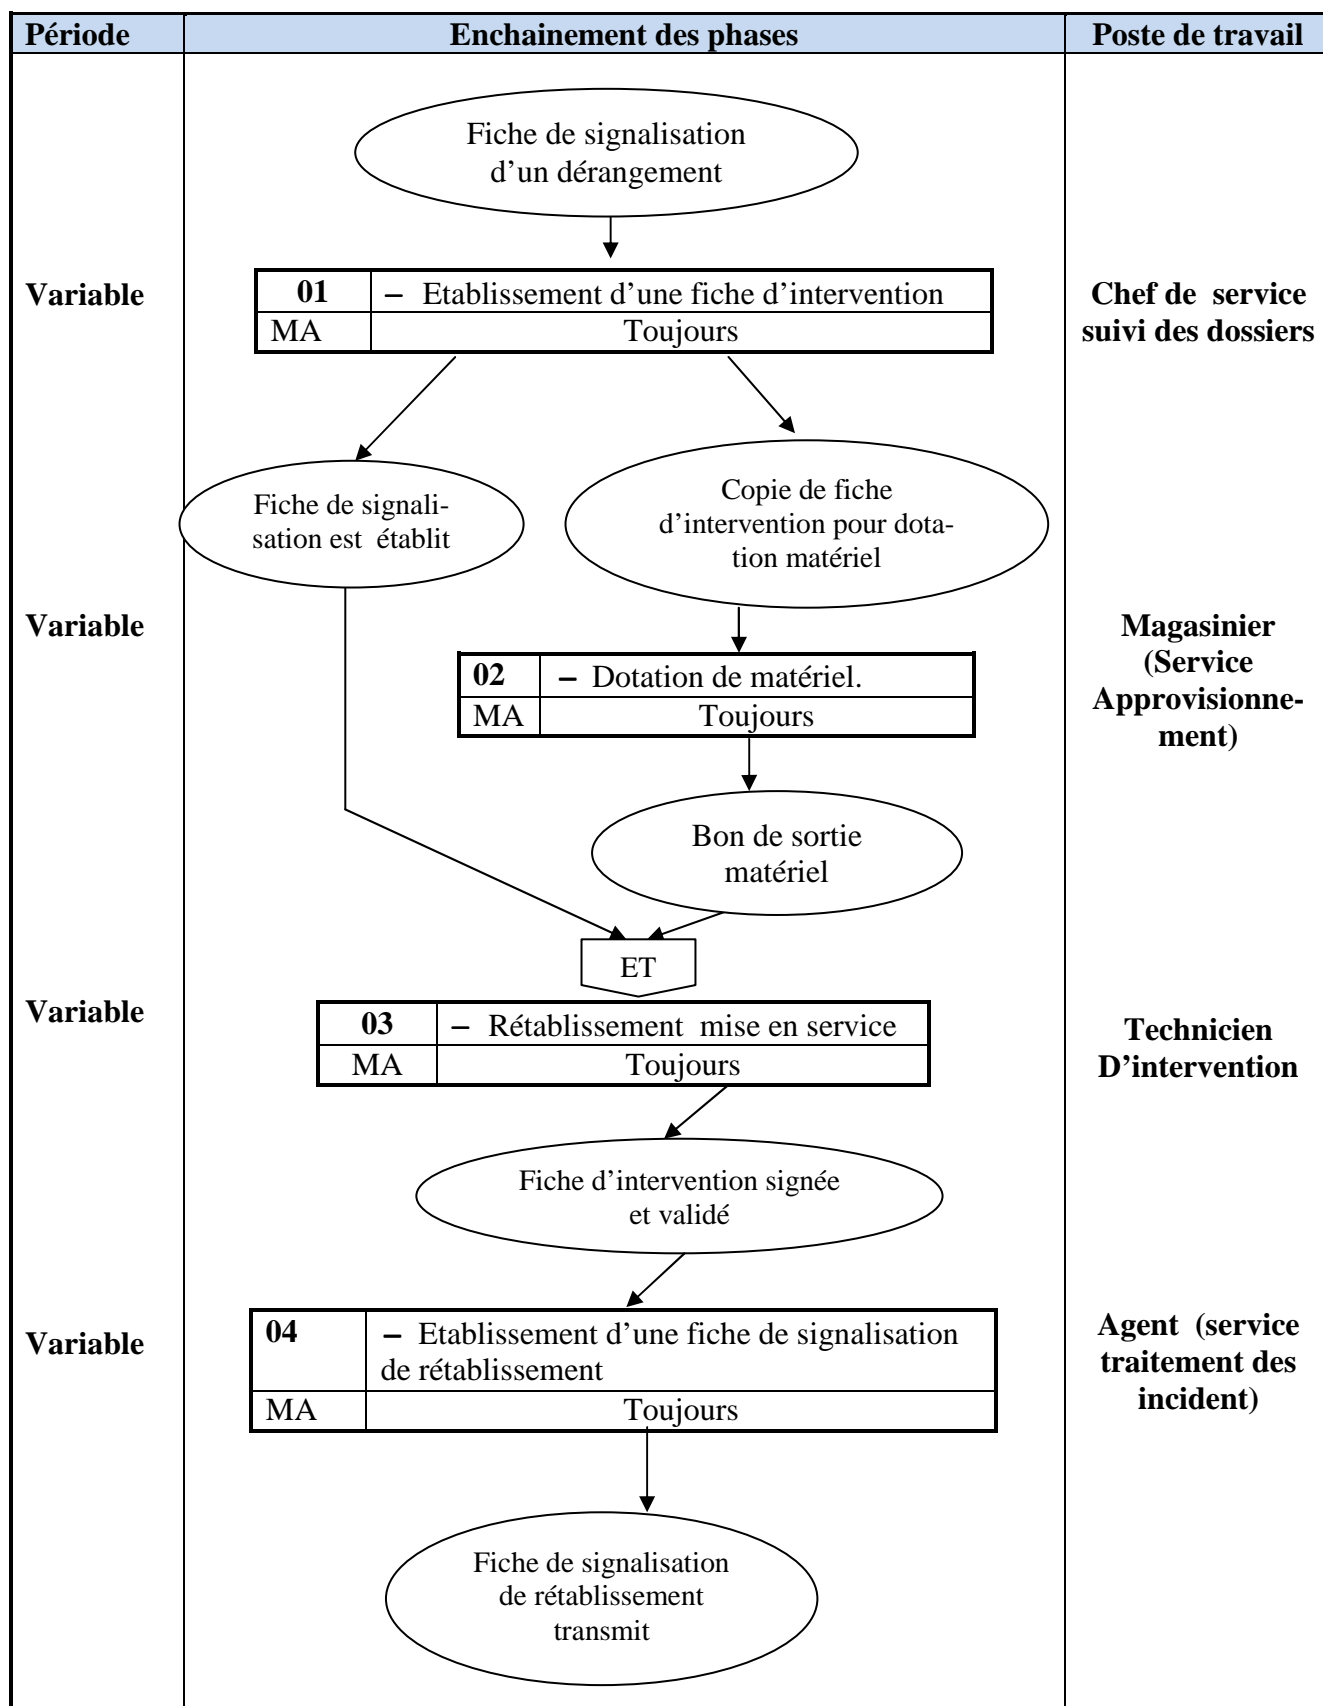 Période
Enchainement des phases
Poste de travail
Fiche de signalisation
d’un dérangement
Variable
01
– Etablissement d’une fiche d’intervention
MA
Toujours
Chef de service
suivi des dossiers
Fiche de signali-
sation est établit
Copie de fiche
d’intervention pour dota-
tion matériel
Variable
02
– Dotation de matériel.
MA
Toujours
Magasinier
(Service
Approvisionne-
ment)
Bon de sortie
matériel
ET
Variable
03
– Rétablissement mise en service
MA
Toujours
Technicien
D’intervention
Fiche d’intervention signée
et validé
Variable
04
– Etablissement d’une fiche de signalisation
de rétablissement
MA
Toujours
Agent (service
traitement des
incident)
Fiche de signalisation
de rétablissement
transmit